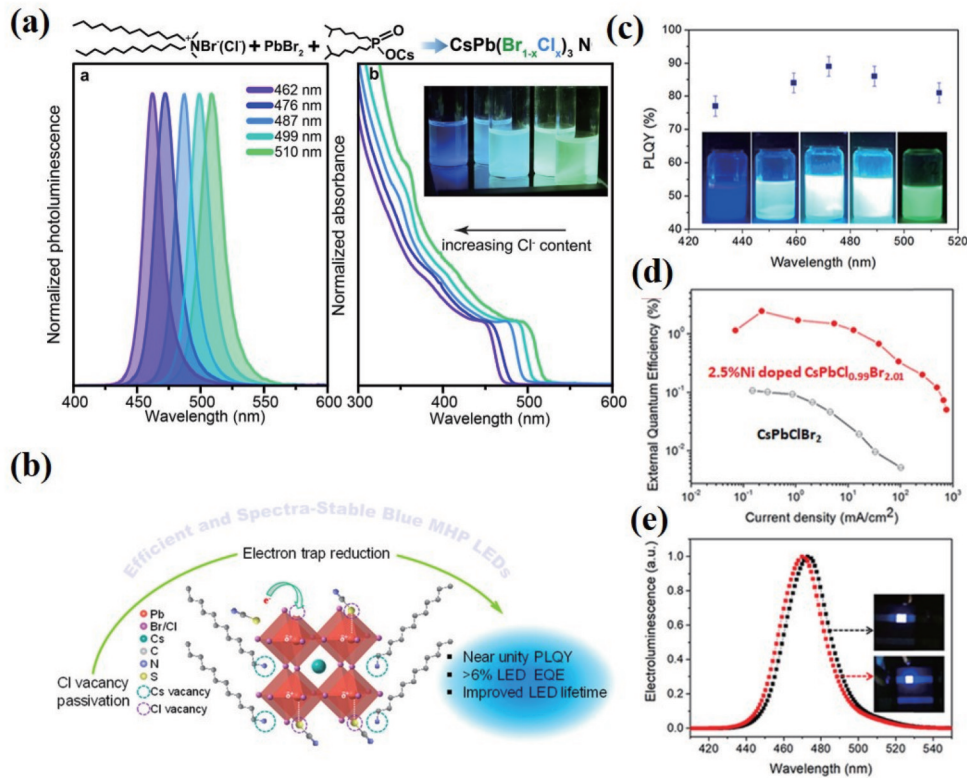 (a)
NBr⁻(Cl⁻) + PbBr₂ + P O OCs CsPb(Br₁₋ₓClₓ)₃ N
a
462 nm
476 nm
487 nm
499 nm
510 nm
Normalized photoluminescence
400 450 500 550 600
Wavelength (nm)
b
Normalized absorbance
increasing Cl⁻ content
300 400 500 600
Wavelength (nm)
(b)
Efficient and Spectra-Stable Blue MHP LEDs
Electron trap reduction
Pb
Br/Cl
Cs
C
N
S
Cs vacancy
Cl vacancy
Cl vacancy
passivation
δ⁺ δ⁺
δ⁺ δ⁺
Near unity PLQY
>6% LED EQE
Improved LED lifetime
(c)
PLQY (%)
100
90
80
70
60
50
40
420 440 460 480 500 520
Wavelength (nm)
(d)
External Quantum Efficiency (%)
10⁰
10⁻¹
10⁻²
2.5%Ni doped CsPbCl₀.₉₉Br₂.₀₁
CsPbClBr₂
10⁻² 10⁻¹ 10⁰ 10¹ 10² 10³
Current density (mA/cm²)
(e)
Electroluminescence (a.u.)
1.0
0.8
0.6
0.4
0.2
0.0
420 440 460 480 500 520 540
Wavelength (nm)